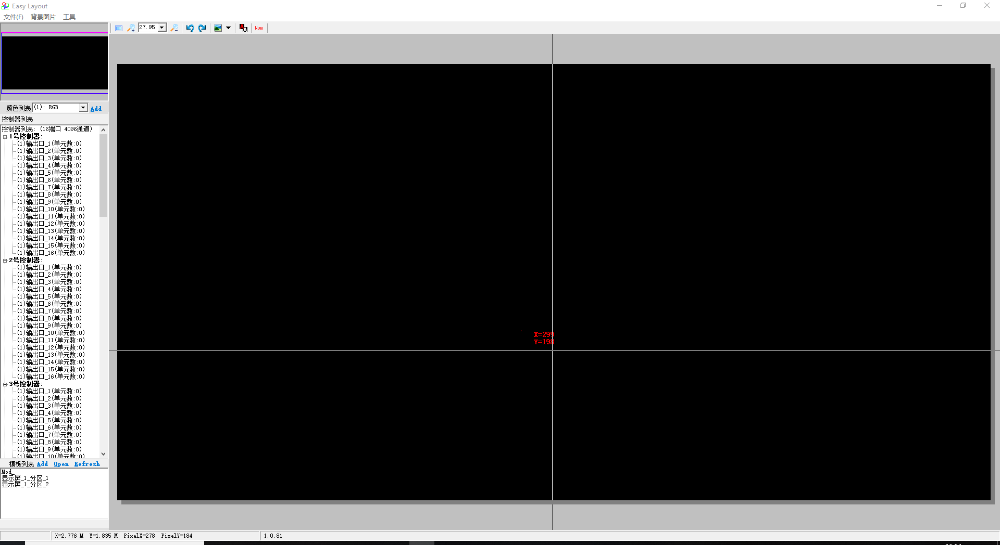 Easy Layout
文件(F) 背景图片 工具
27.95 Num
颜色列表 (1): RGB Add
控制器列表
控制器列表: (16端口 4096通道)
1号控制器:
(1)输出口_1(单元数:0)
(1)输出口_2(单元数:0)
(1)输出口_3(单元数:0)
(1)输出口_4(单元数:0)
(1)输出口_5(单元数:0)
(1)输出口_6(单元数:0)
(1)输出口_7(单元数:0)
(1)输出口_8(单元数:0)
(1)输出口_9(单元数:0)
(1)输出口_10(单元数:0)
(1)输出口_11(单元数:0)
(1)输出口_12(单元数:0)
(1)输出口_13(单元数:0)
(1)输出口_14(单元数:0)
(1)输出口_15(单元数:0)
(1)输出口_16(单元数:0)
2号控制器:
(1)输出口_1(单元数:0)
(1)输出口_2(单元数:0)
(1)输出口_3(单元数:0)
(1)输出口_4(单元数:0)
(1)输出口_5(单元数:0)
(1)输出口_6(单元数:0)
(1)输出口_7(单元数:0)
(1)输出口_8(单元数:0)
(1)输出口_9(单元数:0)
(1)输出口_10(单元数:0)
(1)输出口_11(单元数:0)
(1)输出口_12(单元数:0)
(1)输出口_13(单元数:0)
(1)输出口_14(单元数:0)
(1)输出口_15(单元数:0)
(1)输出口_16(单元数:0)
3号控制器:
(1)输出口_1(单元数:0)
(1)输出口_2(单元数:0)
(1)输出口_3(单元数:0)
(1)输出口_4(单元数:0)
(1)输出口_5(单元数:0)
(1)输出口_6(单元数:0)
(1)输出口_7(单元数:0)
(1)输出口_8(单元数:0)
(1)输出口_9(单元数:0)
(1)输出口_10(单元数:0)
模板列表 Add Open Refresh
Mod_
显示屏_1_分区_1
显示屏_1_分区_2
X=299
Y=198
X=2.776 M Y=1.835 M PixelX=278 PixelY=184
1.0.81